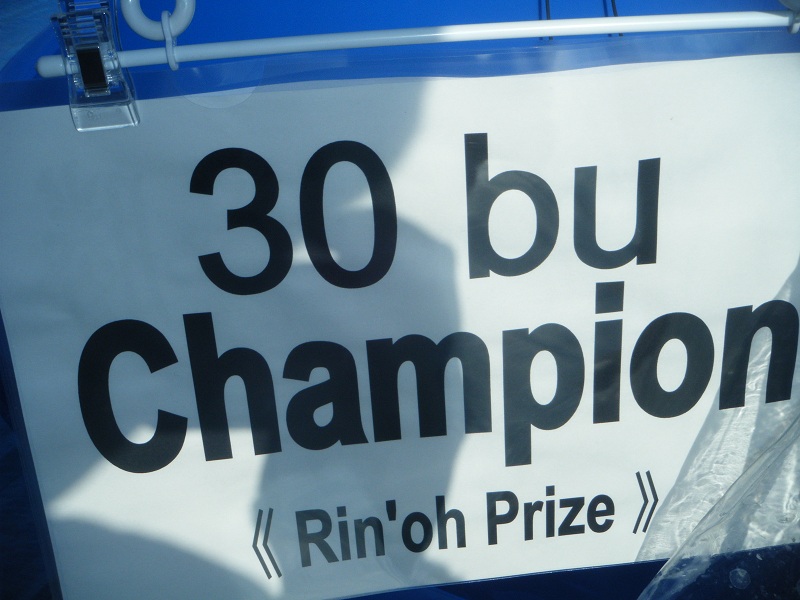 30 bu
Champion
《 Rin'oh Prize 》